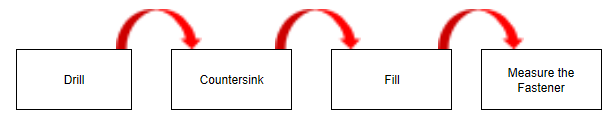 Drill
Countersink
Fill
Measure the
Fastener